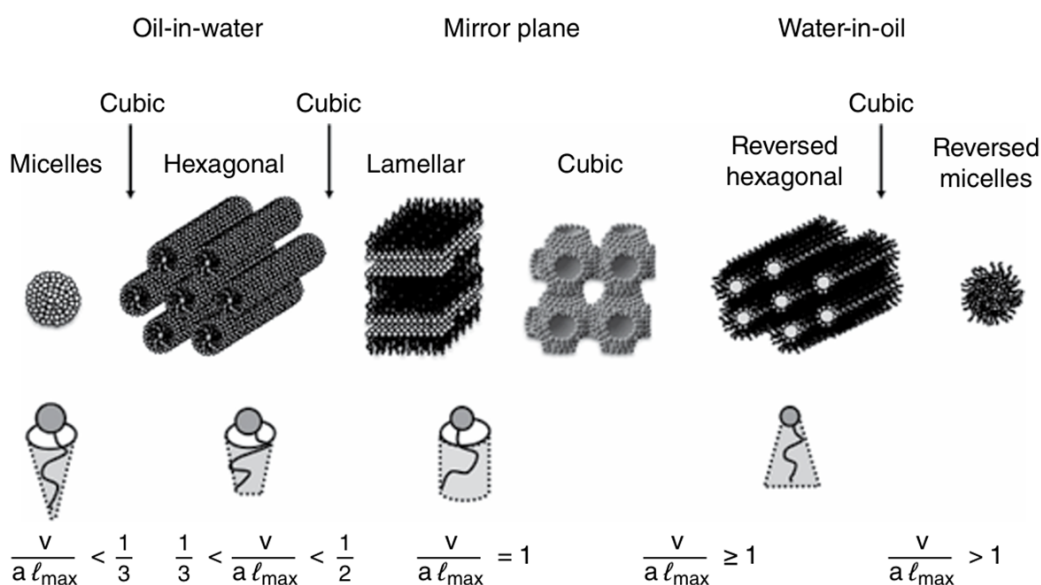 Oil-in-water Mirror plane Water-in-oil
Cubic Cubic Cubic
Micelles Hexagonal Lamellar Cubic Reversed hexagonal Reversed micelles
v/(a ℓmax) < 1/3 1/3 < v/(a ℓmax) < 1/2 v/(a ℓmax) = 1 v/(a ℓmax) ≥ 1 v/(a ℓmax) > 1